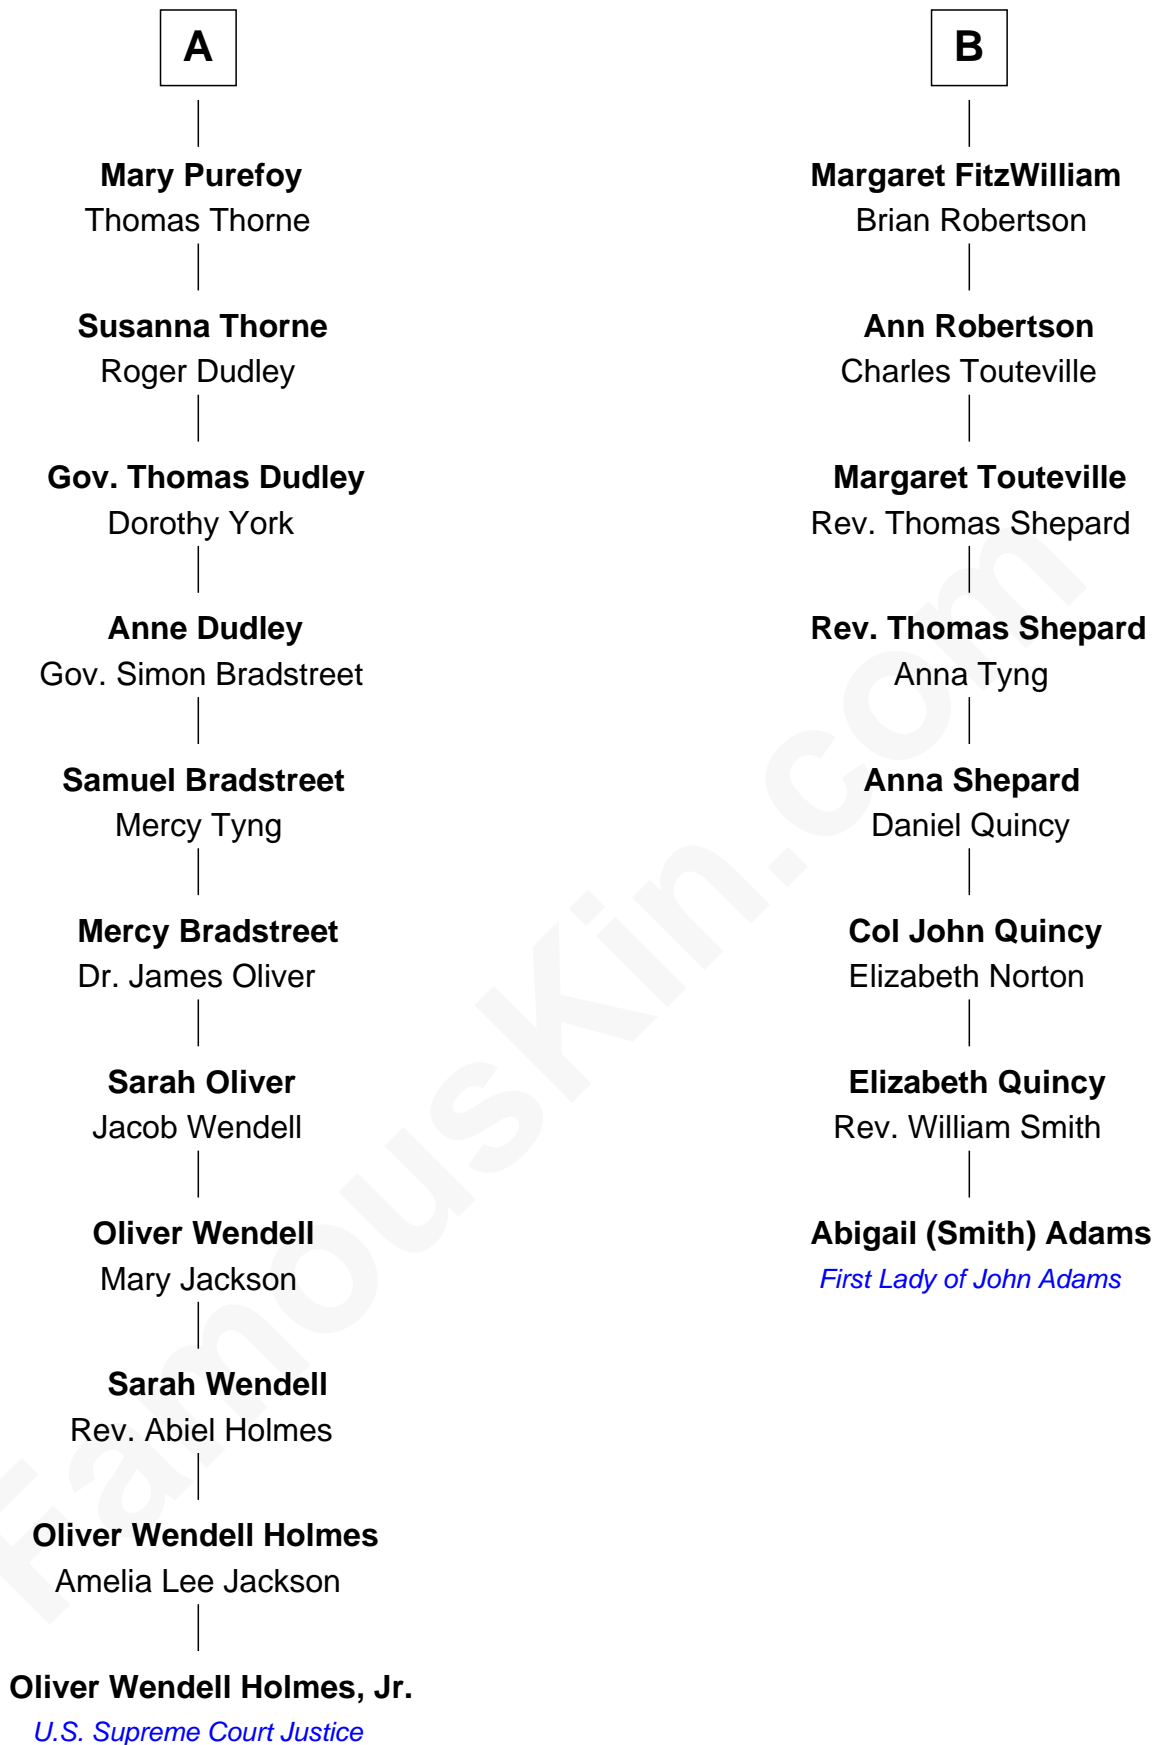 A
Mary Purefoy
Thomas Thorne
Susanna Thorne
Roger Dudley
Gov. Thomas Dudley
Dorothy York
Anne Dudley
Gov. Simon Bradstreet
Samuel Bradstreet
Mercy Tyng
Mercy Bradstreet
Dr. James Oliver
Sarah Oliver
Jacob Wendell
Oliver Wendell
Mary Jackson
Sarah Wendell
Rev. Abiel Holmes
Oliver Wendell Holmes
Amelia Lee Jackson
Oliver Wendell Holmes, Jr.
U.S. Supreme Court Justice
B
Margaret FitzWilliam
Brian Robertson
Ann Robertson
Charles Touteville
Margaret Touteville
Rev. Thomas Shepard
Rev. Thomas Shepard
Anna Tyng
Anna Shepard
Daniel Quincy
Col John Quincy
Elizabeth Norton
Elizabeth Quincy
Rev. William Smith
Abigail (Smith) Adams
First Lady of John Adams
FamousKin.com